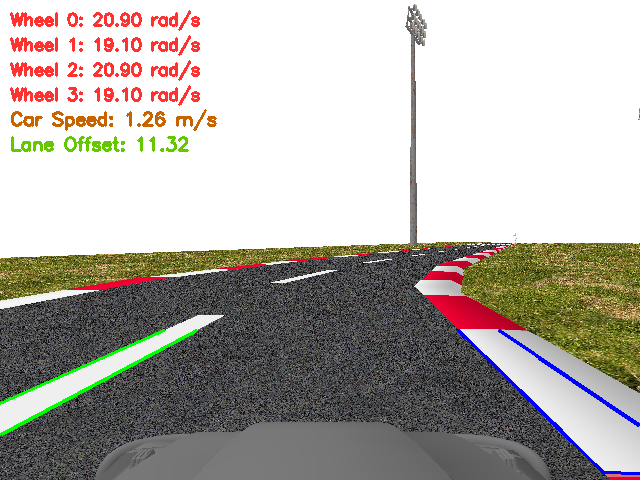 Wheel 0: 20.90 rad/s
Wheel 1: 19.10 rad/s
Wheel 2: 20.90 rad/s
Wheel 3: 19.10 rad/s
Car Speed: 1.26 m/s
Lane Offset: 11.32